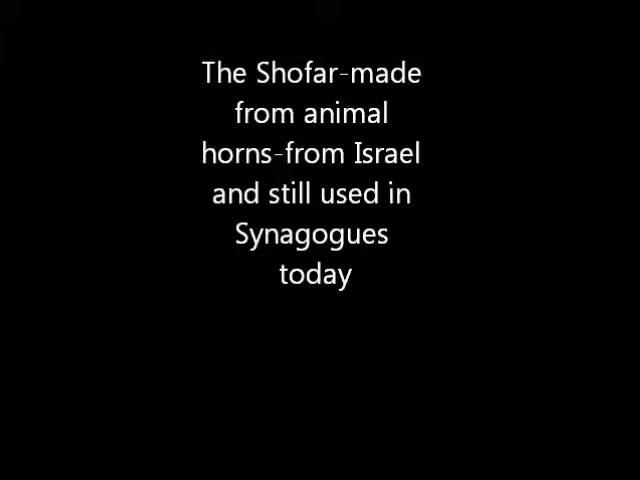 The Shofar-made
from animal
horns-from Israel
and still used in
Synagogues
today